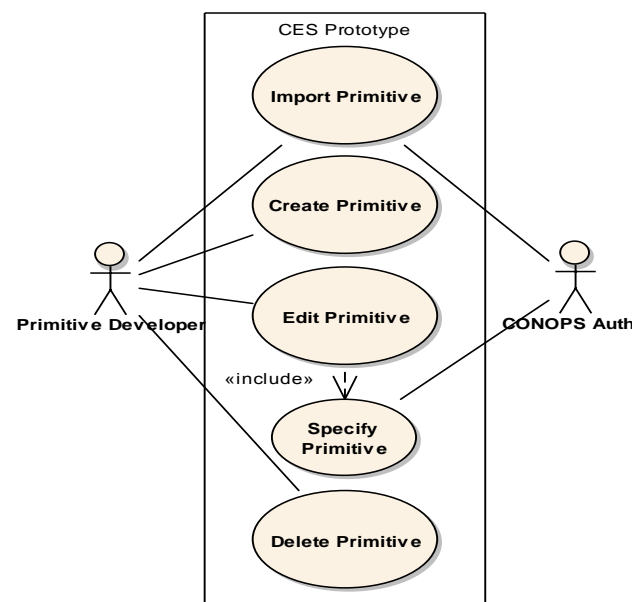 CES Prototype
Import Primitive
Create Primitive
Edit Primitive
Primitive Developer
CONOPS Auth
«include»
Specify
Primitive
Delete Primitive